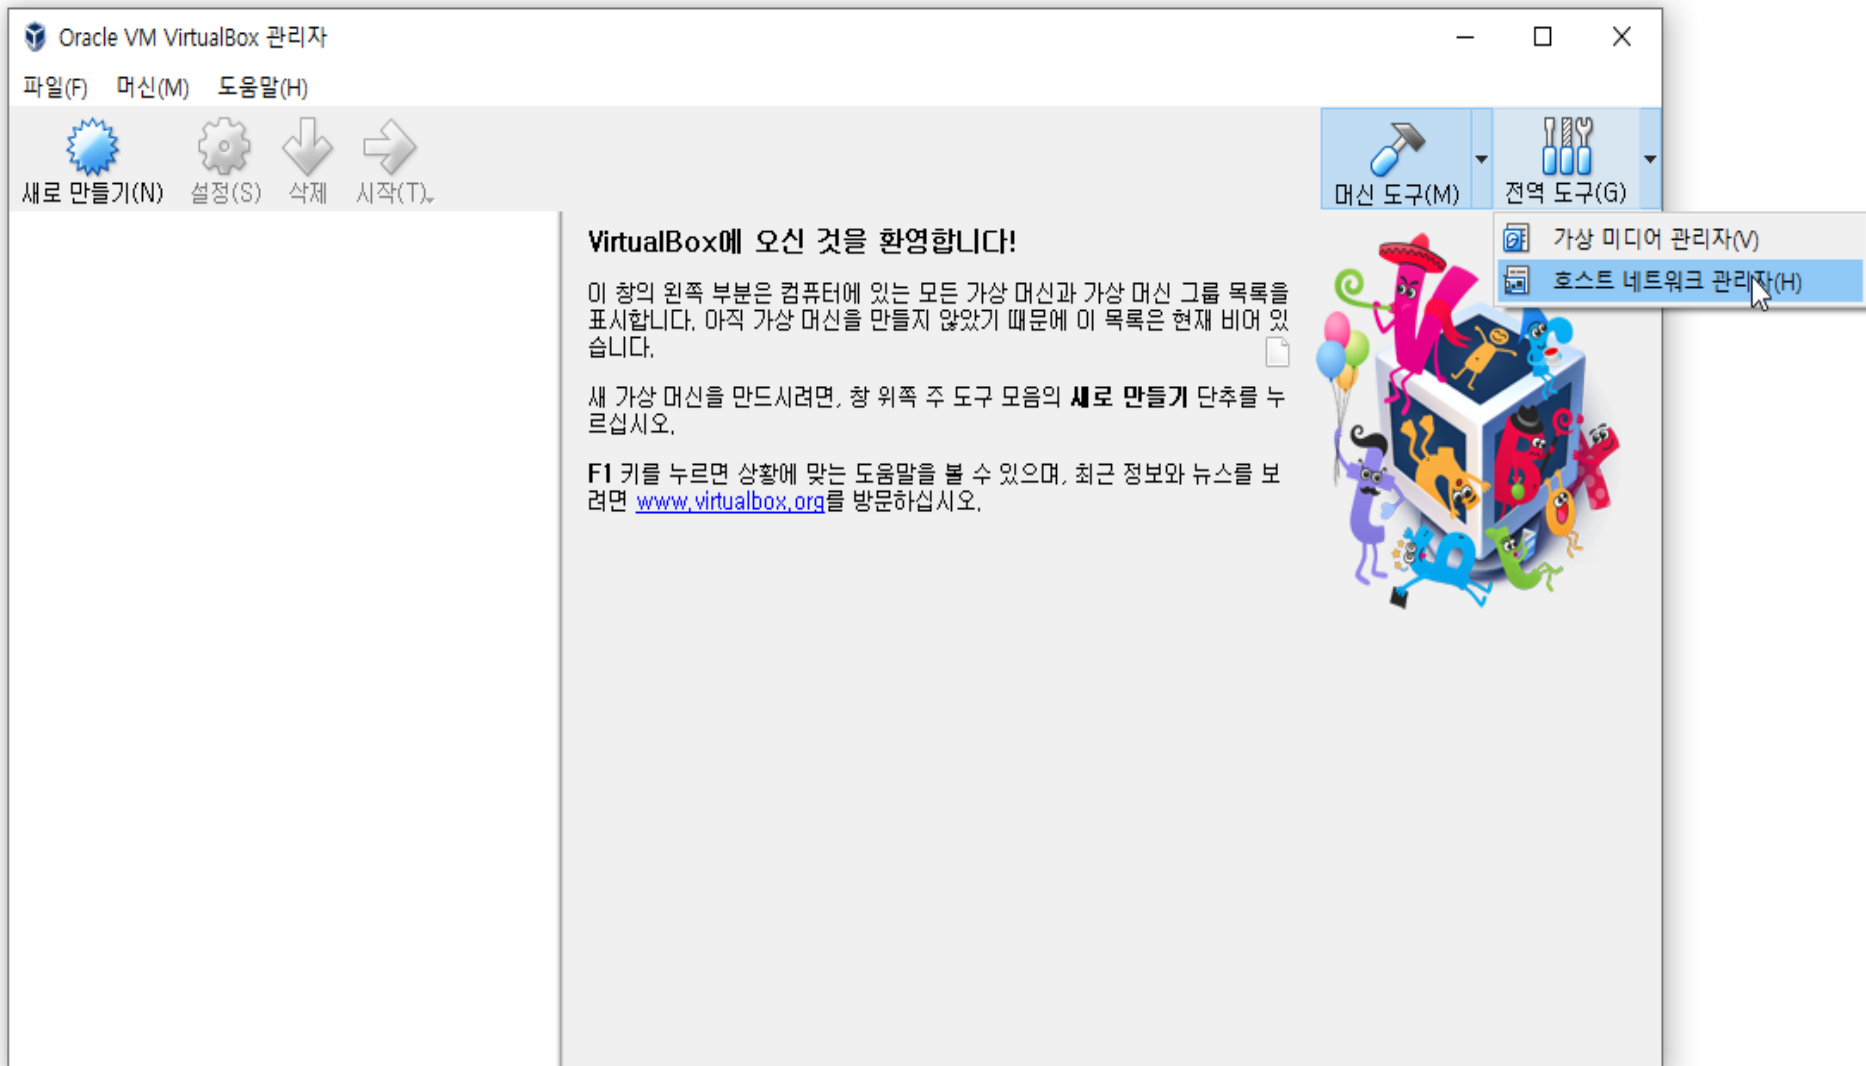 Oracle VM VirtualBox 관리자
파일(F) 머신(M) 도움말(H)
새로 만들기(N) 설정(S) 삭제 시작(T) 머신 도구(M) 전역 도구(G)
가상 미디어 관리자(V)
호스트 네트워크 관리자(H)
VirtualBox에 오신 것을 환영합니다!
이 창의 왼쪽 부분은 컴퓨터에 있는 모든 가상 머신과 가상 머신 그룹 목록을
표시합니다. 아직 가상 머신을 만들지 않았기 때문에 이 목록은 현재 비어 있
습니다.
새 가상 머신을 만드시려면, 창 위쪽 주 도구 모음의 새로 만들기 단추를 누
르십시오.
F1 키를 누르면 상황에 맞는 도움말을 볼 수 있으며, 최근 정보와 뉴스를 보
려면 www.virtualbox.org를 방문하십시오.